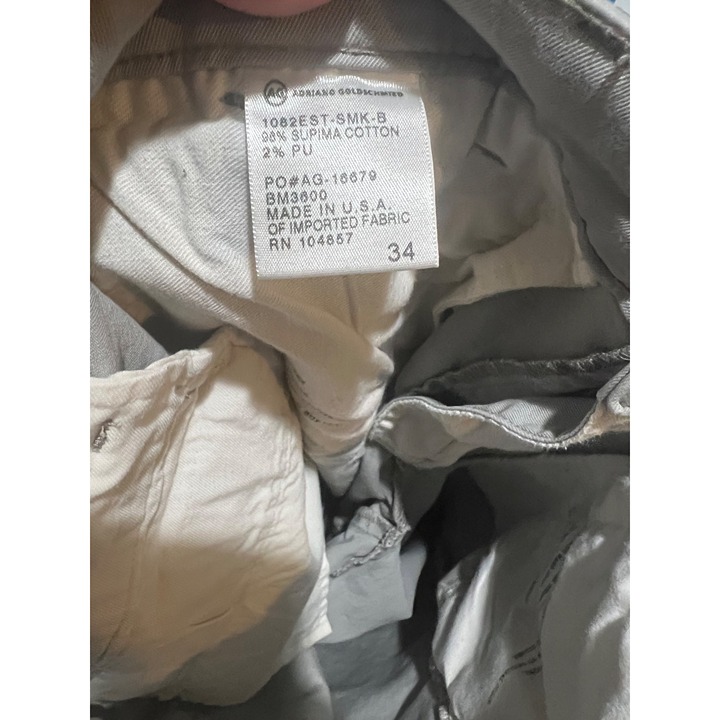 AG ADRIANO GOLDSCHMIED
1082EST-SMK-B
98% SUPIMA COTTON
2% PU
PO#AG-16679
BM3600
MADE IN U.S.A.
OF IMPORTED FABRIC
RN 104657
34